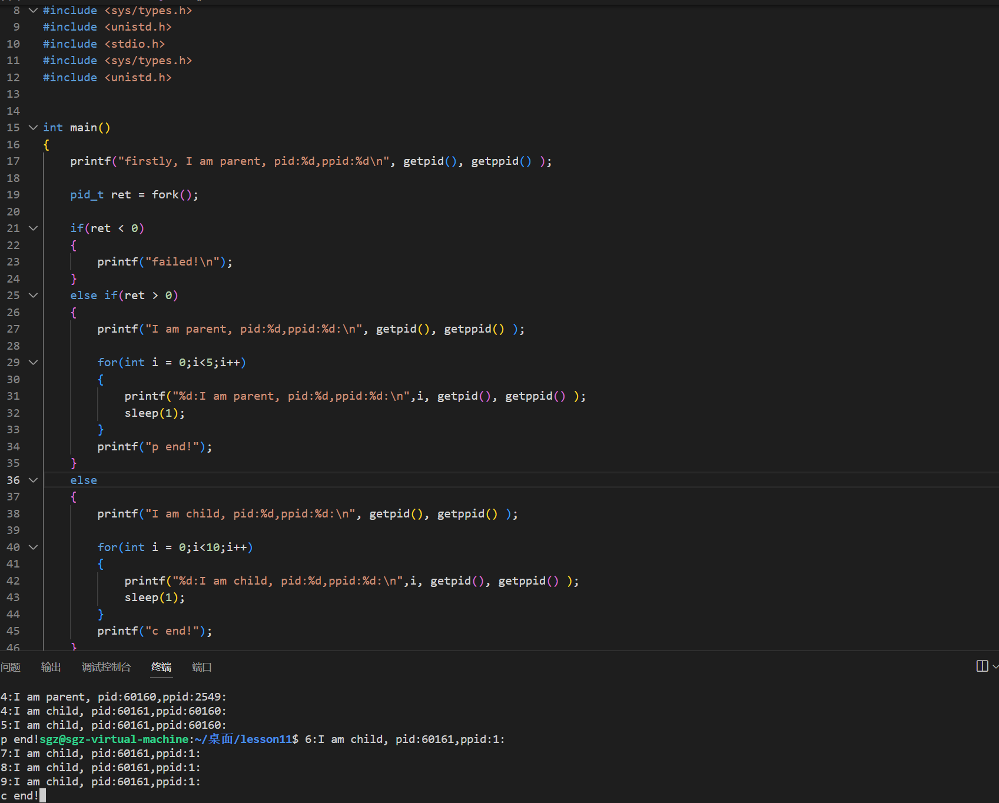 8 #include <sys/types.h>
9 #include <unistd.h>
10 #include <stdio.h>
11 #include <sys/types.h>
12 #include <unistd.h>
13
14
15 int main()
16 {
17     printf("firstly, I am parent, pid:%d,ppid:%d\n", getpid(), getppid() );
18
19     pid_t ret = fork();
20
21     if(ret < 0)
22     {
23         printf("failed!\n");
24     }
25     else if(ret > 0)
26     {
27         printf("I am parent, pid:%d,ppid:%d:\n", getpid(), getppid() );
28
29         for(int i = 0;i<5;i++)
30         {
31             printf("%d:I am parent, pid:%d,ppid:%d:\n",i, getpid(), getppid() );
32             sleep(1);
33         }
34         printf("p end!");
35     }
36     else
37     {
38         printf("I am child, pid:%d,ppid:%d:\n", getpid(), getppid() );
39
40         for(int i = 0;i<10;i++)
41         {
42             printf("%d:I am child, pid:%d,ppid:%d:\n",i, getpid(), getppid() );
43             sleep(1);
44         }
45         printf("c end!");
46     }
问题 输出 调试控制台 终端 端口
4:I am parent, pid:60160,ppid:2549:
4:I am child, pid:60161,ppid:60160:
5:I am child, pid:60161,ppid:60160:
p end!sgz@sgz-virtual-machine:~/桌面/lesson11$ 6:I am child, pid:60161,ppid:1:
7:I am child, pid:60161,ppid:1:
8:I am child, pid:60161,ppid:1:
9:I am child, pid:60161,ppid:1:
c end!